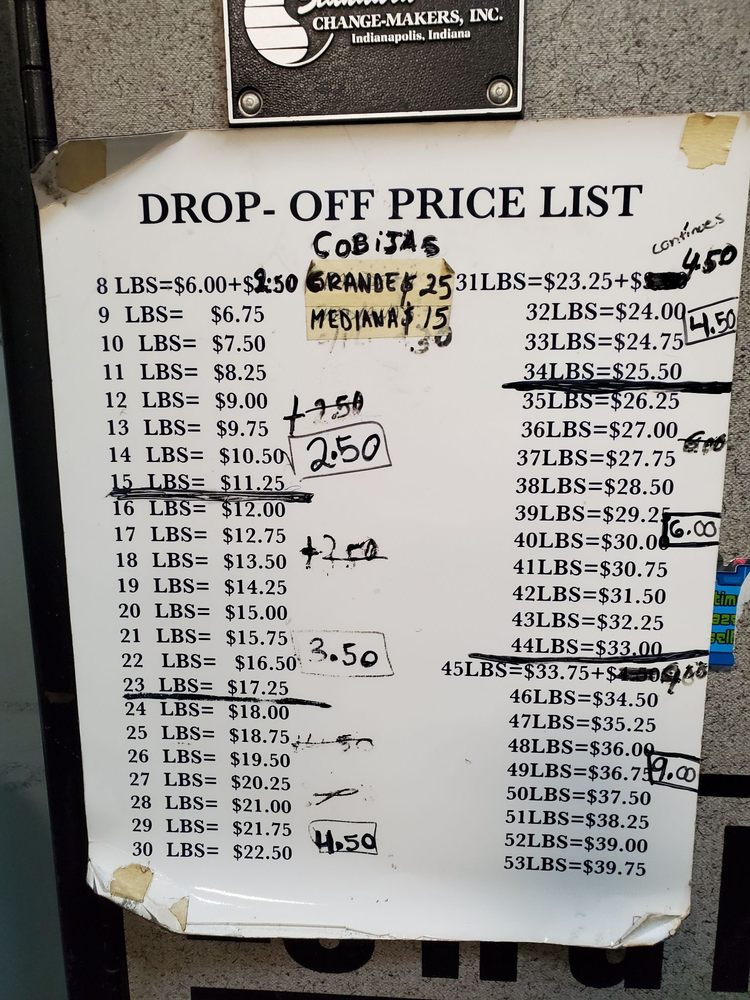 CHANGE-MAKERS, INC.
Indianapolis, Indiana
DROP- OFF PRICE LIST
COBIJAS
GRANDE $ 25
MEDIANA $ 15
.50
8 LBS=$6.00+$2.50
9 LBS= $6.75
10 LBS= $7.50
11 LBS= $8.25
12 LBS= $9.00
13 LBS= $9.75
14 LBS= $10.50
2.50
15 LBS= $11.25
16 LBS= $12.00
17 LBS= $12.75
18 LBS= $13.50
19 LBS= $14.25
20 LBS= $15.00
21 LBS= $15.75
22 LBS= $16.50
3.50
23 LBS= $17.25
24 LBS= $18.00
25 LBS= $18.75
26 LBS= $19.50
27 LBS= $20.25
28 LBS= $21.00
29 LBS= $21.75
30 LBS= $22.50
4.50
continues
4.50
31LBS=$23.25+$
32LBS=$24.00
4.50
33LBS=$24.75
34LBS=$25.50
35LBS=$26.25
36LBS=$27.00
37LBS=$27.75
38LBS=$28.50
39LBS=$29.25
6.00
40LBS=$30.00
41LBS=$30.75
42LBS=$31.50
43LBS=$32.25
44LBS=$33.00
45LBS=$33.75+$
46LBS=$34.50
47LBS=$35.25
48LBS=$36.00
49LBS=$36.75
9.00
50LBS=$37.50
51LBS=$38.25
52LBS=$39.00
53LBS=$39.75